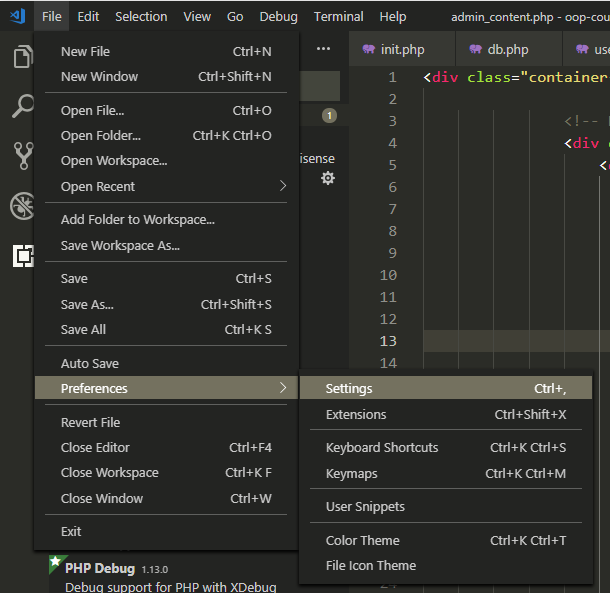 File Edit Selection View Go Debug Terminal Help admin_content.php - oop-cou
New File Ctrl+N
New Window Ctrl+Shift+N
Open File... Ctrl+O
Open Folder... Ctrl+K Ctrl+O
Open Workspace...
Open Recent
Add Folder to Workspace...
Save Workspace As...
Save Ctrl+S
Save As... Ctrl+Shift+S
Save All Ctrl+K S
Auto Save
Preferences
Revert File
Close Editor Ctrl+F4
Close Workspace Ctrl+K F
Close Window Ctrl+W
Exit
Settings Ctrl+,
Extensions Ctrl+Shift+X
Keyboard Shortcuts Ctrl+K Ctrl+S
Keymaps Ctrl+K Ctrl+M
User Snippets
Color Theme Ctrl+K Ctrl+T
File Icon Theme
...
1
isense
PHP Debug 1.13.0
Debug support for PHP with XDebug
init.php db.php use
1 <div class="container
2
3 <!--
4 <div
5 <
6
7
8
9
10
11
12
13
14
24